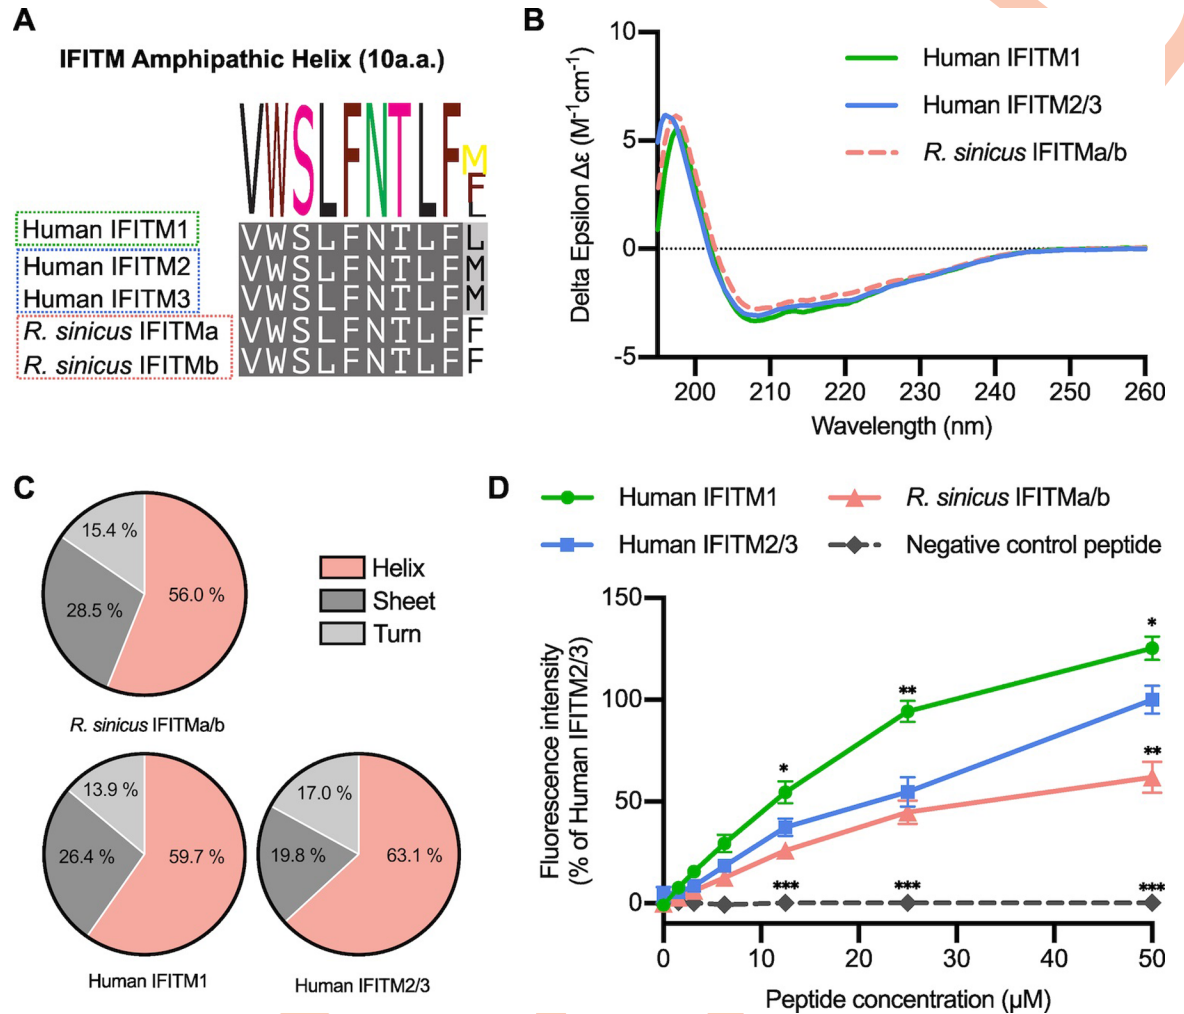 A
IFITM Amphipathic Helix (10a.a.)
VWSLFNTLF
M
F
L
Human IFITM1 VWSLFNTLFL
Human IFITM2 VWSLFNTLFM
Human IFITM3 VWSLFNTLFM
R. sinicus IFITMa VWSLFNTLFF
R. sinicus IFITMb VWSLFNTLFF
B
Human IFITM1
Human IFITM2/3
R. sinicus IFITMa/b
Delta Epsilon Δε (M⁻¹cm⁻¹)
10
5
0
-5
200 210 220 230 240 250 260
Wavelength (nm)
C
15.4 %
28.5 %
56.0 %
R. sinicus IFITMa/b
Helix
Sheet
Turn
13.9 %
26.4 %
59.7 %
Human IFITM1
17.0 %
19.8 %
63.1 %
Human IFITM2/3
D
Human IFITM1
R. sinicus IFITMa/b
Human IFITM2/3
Negative control peptide
Fluorescence intensity
(% of Human IFITM2/3)
150
100
50
0
*
**
***
*
**
***
***
0 10 20 30 40 50
Peptide concentration (μM)